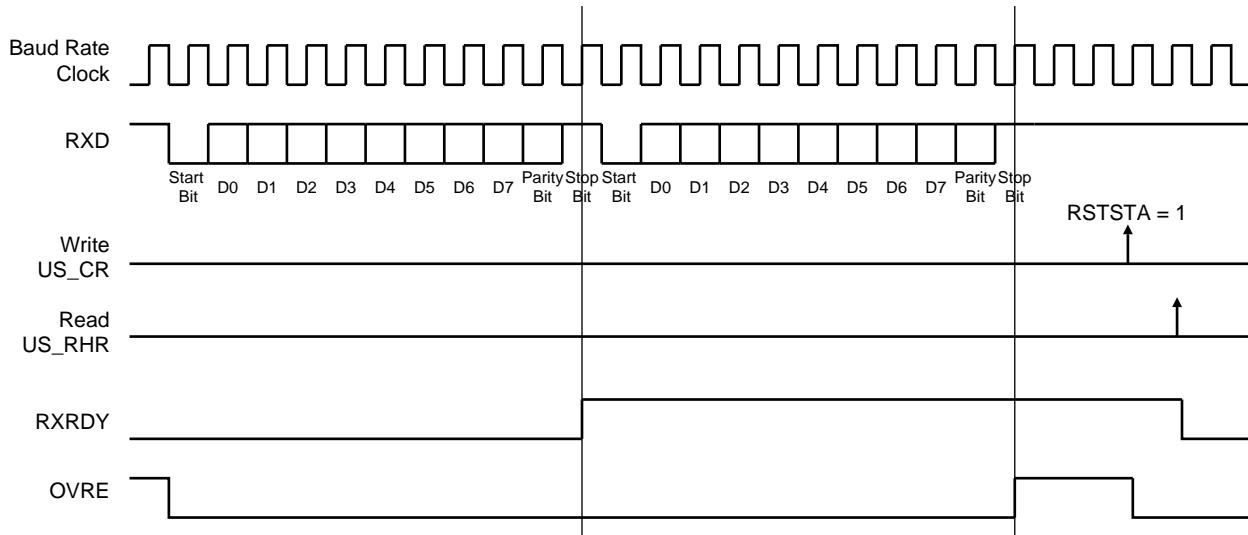 Baud Rate
Clock
RXD
Start
Bit
D0
D1
D2
D3
D4
D5
D6
D7
Parity
Bit
Stop
Bit
Start
Bit
D0
D1
D2
D3
D4
D5
D6
D7
Parity
Bit
Stop
Bit
RSTSTA = 1
Write
US_CR
Read
US_RHR
RXRDY
OVRE